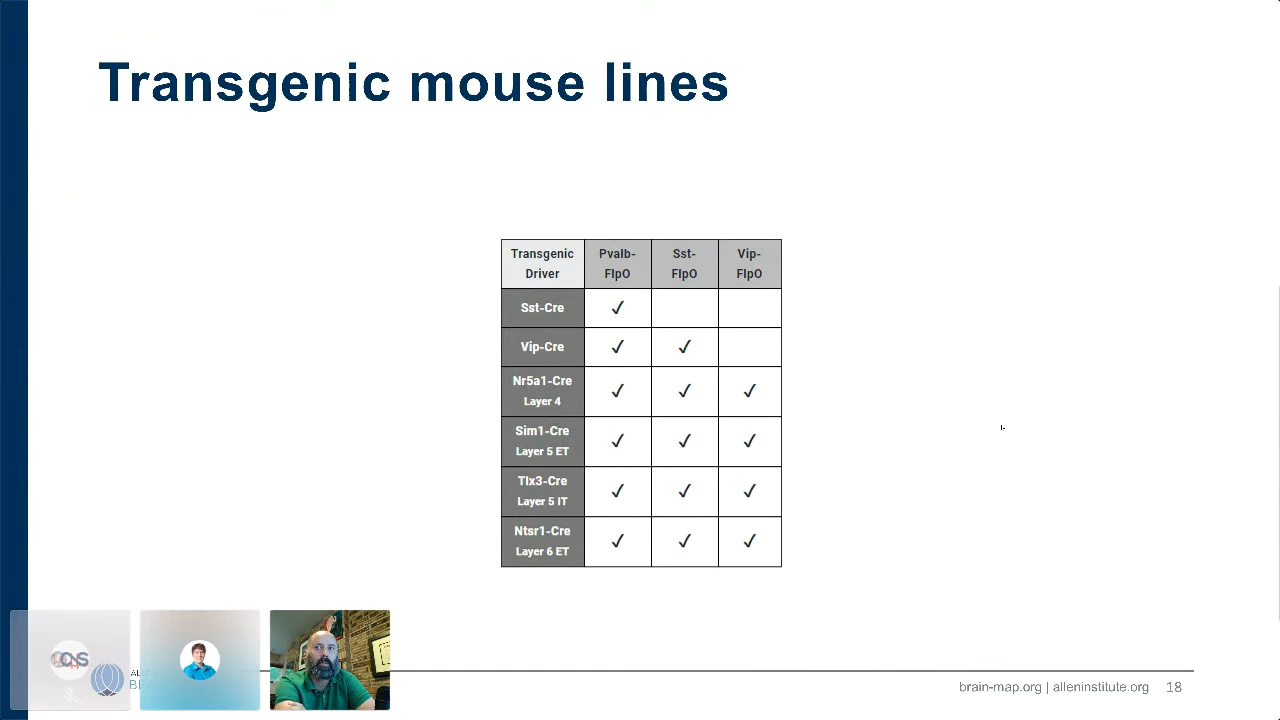 Transgenic mouse lines
Transgenic Driver Pvalb-FlpO Sst-FlpO Vip-FlpO
Sst-Cre ✓
Vip-Cre ✓ ✓
Nr5a1-Cre Layer 4 ✓ ✓ ✓
Sim1-Cre Layer 5 ET ✓ ✓ ✓
Tlx3-Cre Layer 5 IT ✓ ✓ ✓
Ntsr1-Cre Layer 6 ET ✓ ✓ ✓
brain-map.org | alleninstitute.org 18